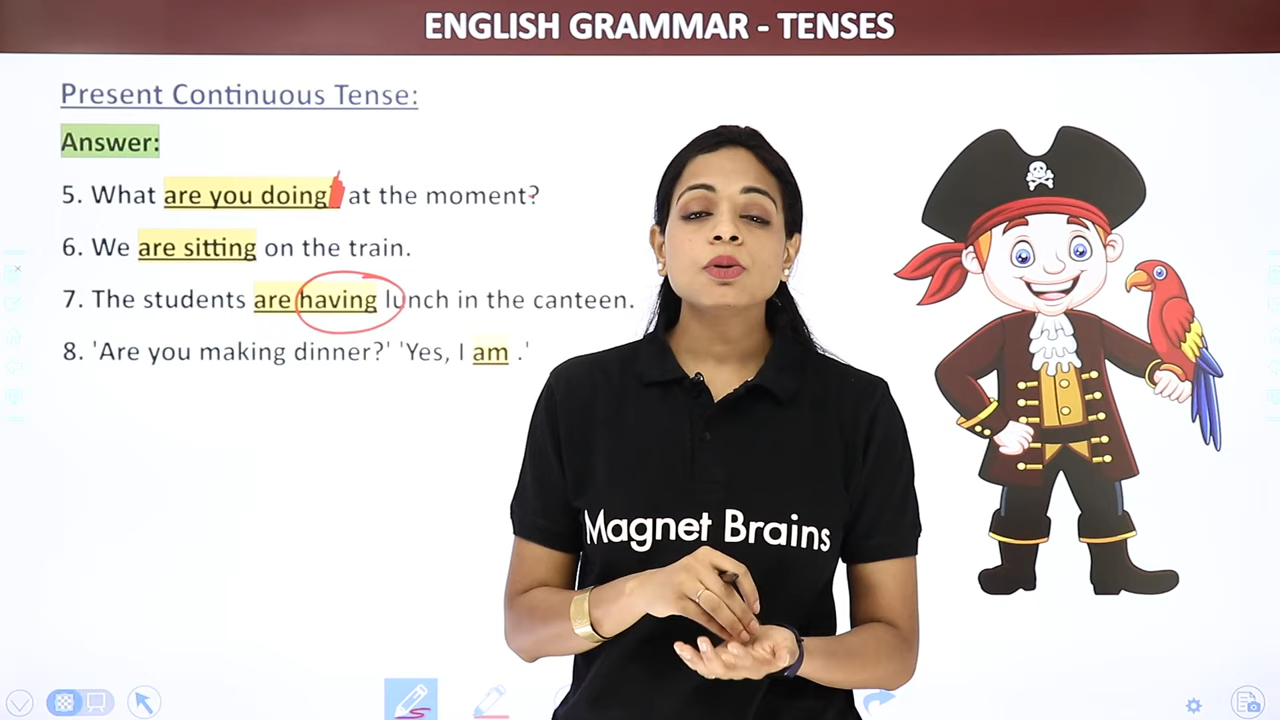 ENGLISH GRAMMAR - TENSES
Present Continuous Tense:
Answer:
5. What are you doing at the moment?
6. We are sitting on the train.
7. The students are having lunch in the canteen.
8. 'Are you making dinner?' 'Yes, I am .'
Magnet Brains